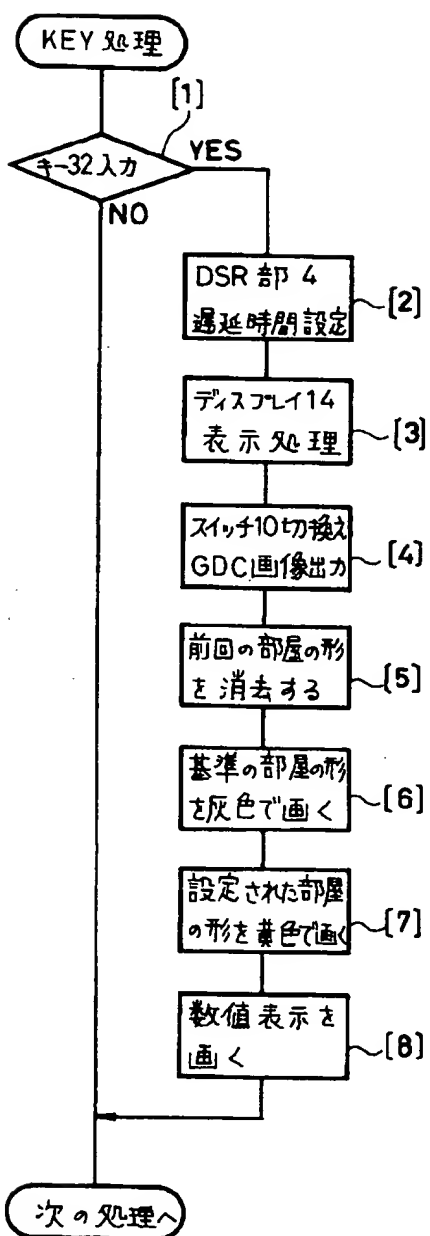 KEY処理
[1]
キー32入力
YES
NO
DSR部4
遅延時間設定
[2]
ディスプレイ14
表示処理
[3]
スイッチ10切換え
GDC画像出力
[4]
前回の部屋の形
を消去する
[5]
基準の部屋の形
を灰色で画く
[6]
設定された部屋
の形を黄色で画く
[7]
数値表示を
画く
[8]
次の処理へ